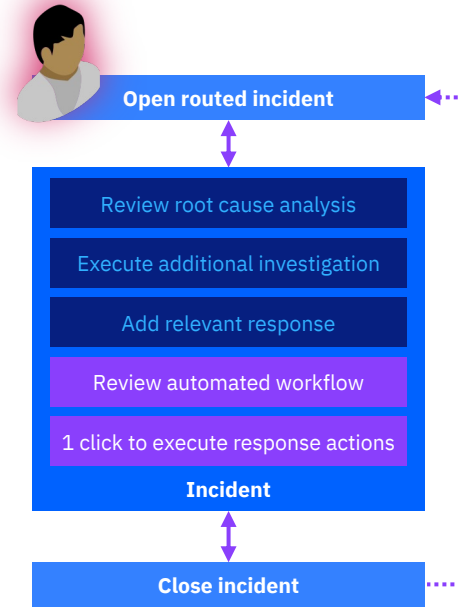 Open routed incident
Review root cause analysis
Execute additional investigation
Add relevant response
Review automated workflow
1 click to execute response actions
Incident
Close incident